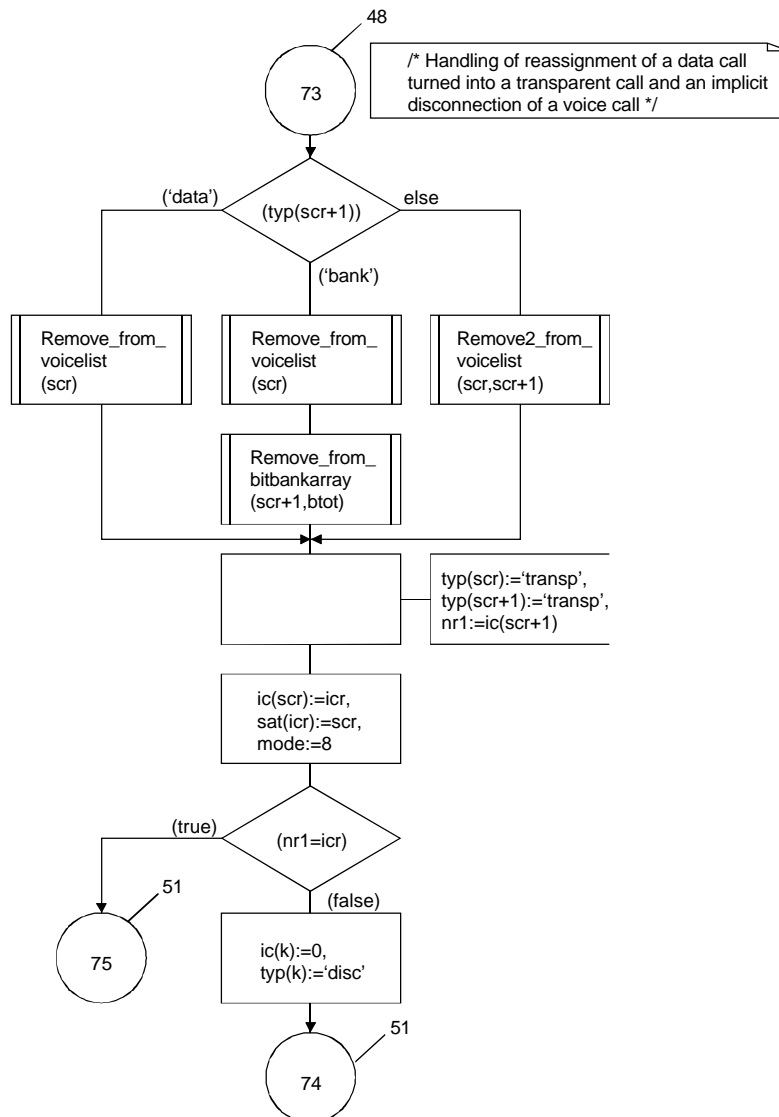 48
73
/* Handling of reassignment of a data call
turned into a transparent call and an implicit
disconnection of a voice call */
(‘data’)
(typ(scr+1))
else
(‘bank’)
Remove_from_
voicelist
(scr)
Remove_from_
voicelist
(scr)
Remove2_from_
voicelist
(scr,scr+1)
Remove_from_
bitbankarray
(scr+1,btot)
typ(scr):=‘transp’,
typ(scr+1):=‘transp’,
nr1:=ic(scr+1)
ic(scr):=icr,
sat(icr):=scr,
mode:=8
(true)
(nr1=icr)
(false)
51
75
ic(k):=0,
typ(k):=‘disc’
51
74